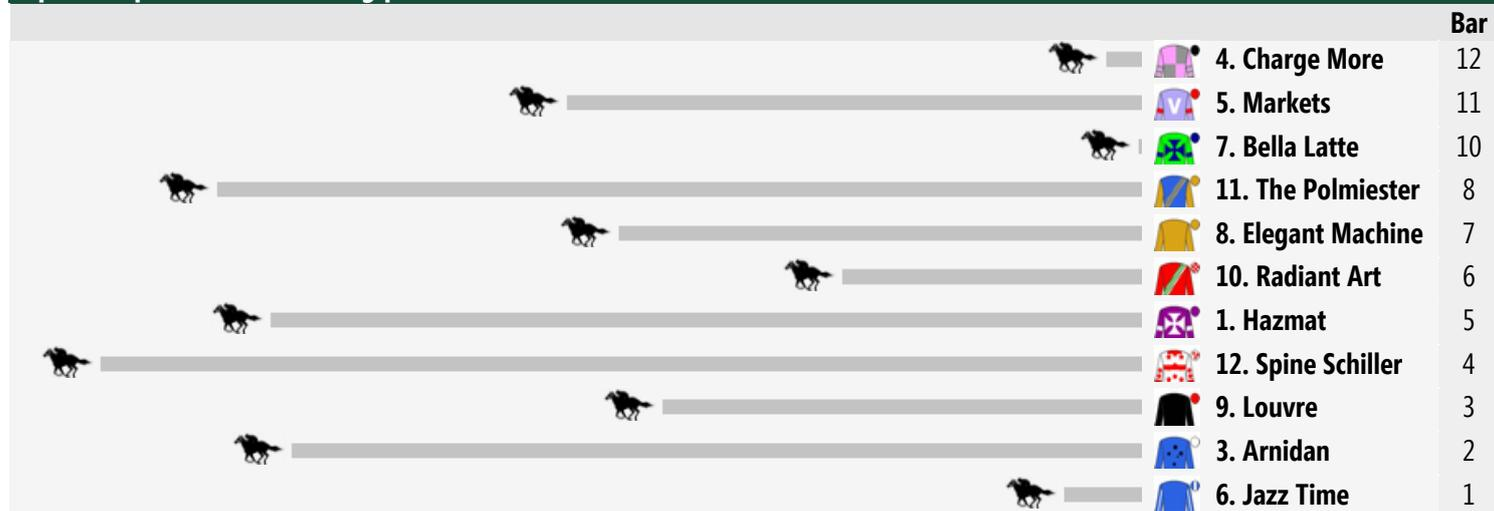 Bar
4. Charge More 12
5. Markets 11
V
7. Bella Latte 10
11. The Polmiester 8
8. Elegant Machine 7
10. Radiant Art 6
1. Hazmat 5
12. Spine Schiller 4
9. Louvre 3
3. Arnidan 2
6. Jazz Time 1